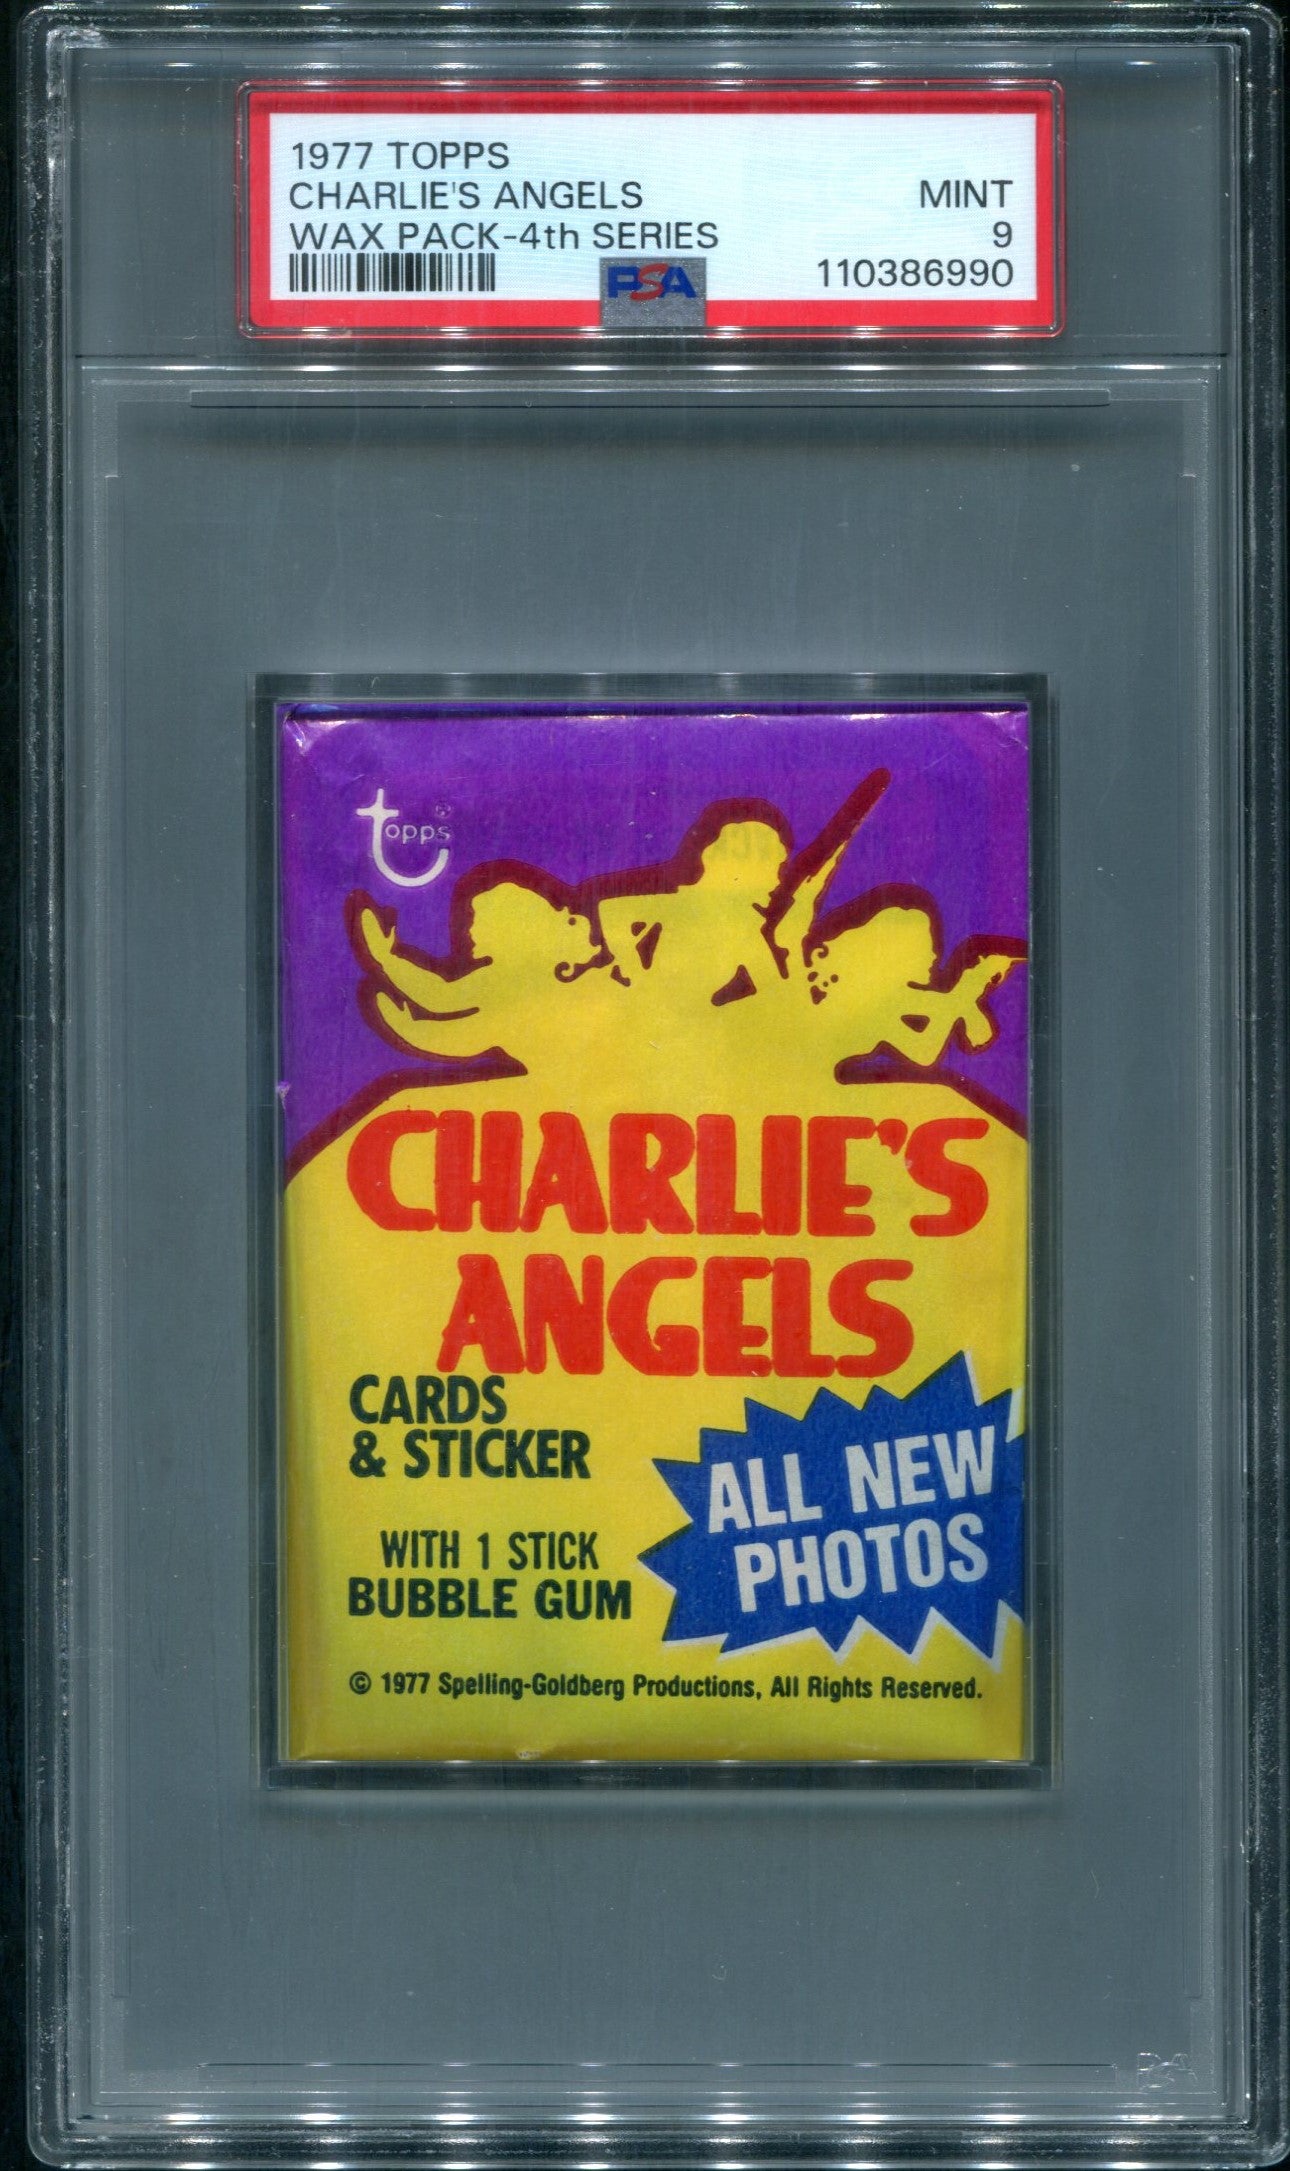 1977 TOPPS
CHARLIE'S ANGELS MINT
WAX PACK-4th SERIES 9
PSA 110386990
topps®
CHARLIE'S
ANGELS
CARDS
& STICKER
ALL NEW
PHOTOS
WITH 1 STICK
BUBBLE GUM
© 1977 Spelling-Goldberg Productions, All Rights Reserved.